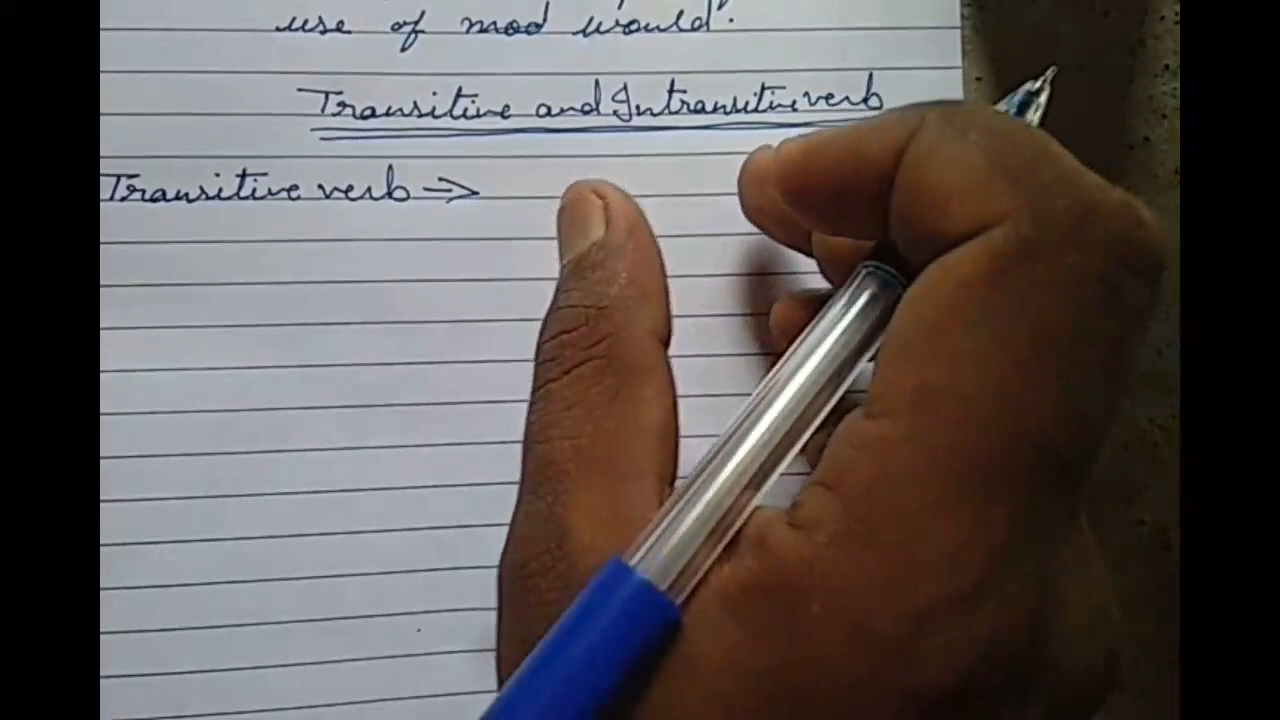 use of mod would.
Transitive and Intransitive verb
Transitive verb →